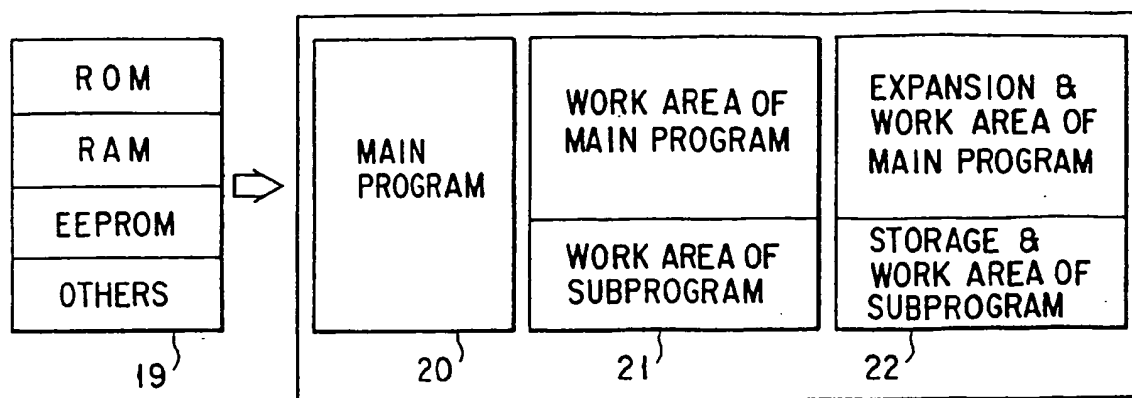 ROM
RAM
EEPROM
OTHERS
19
MAIN
PROGRAM
20
WORK AREA OF
MAIN PROGRAM
WORK AREA OF
SUBPROGRAM
21
EXPANSION &
WORK AREA OF
MAIN PROGRAM
STORAGE &
WORK AREA OF
SUBPROGRAM
22